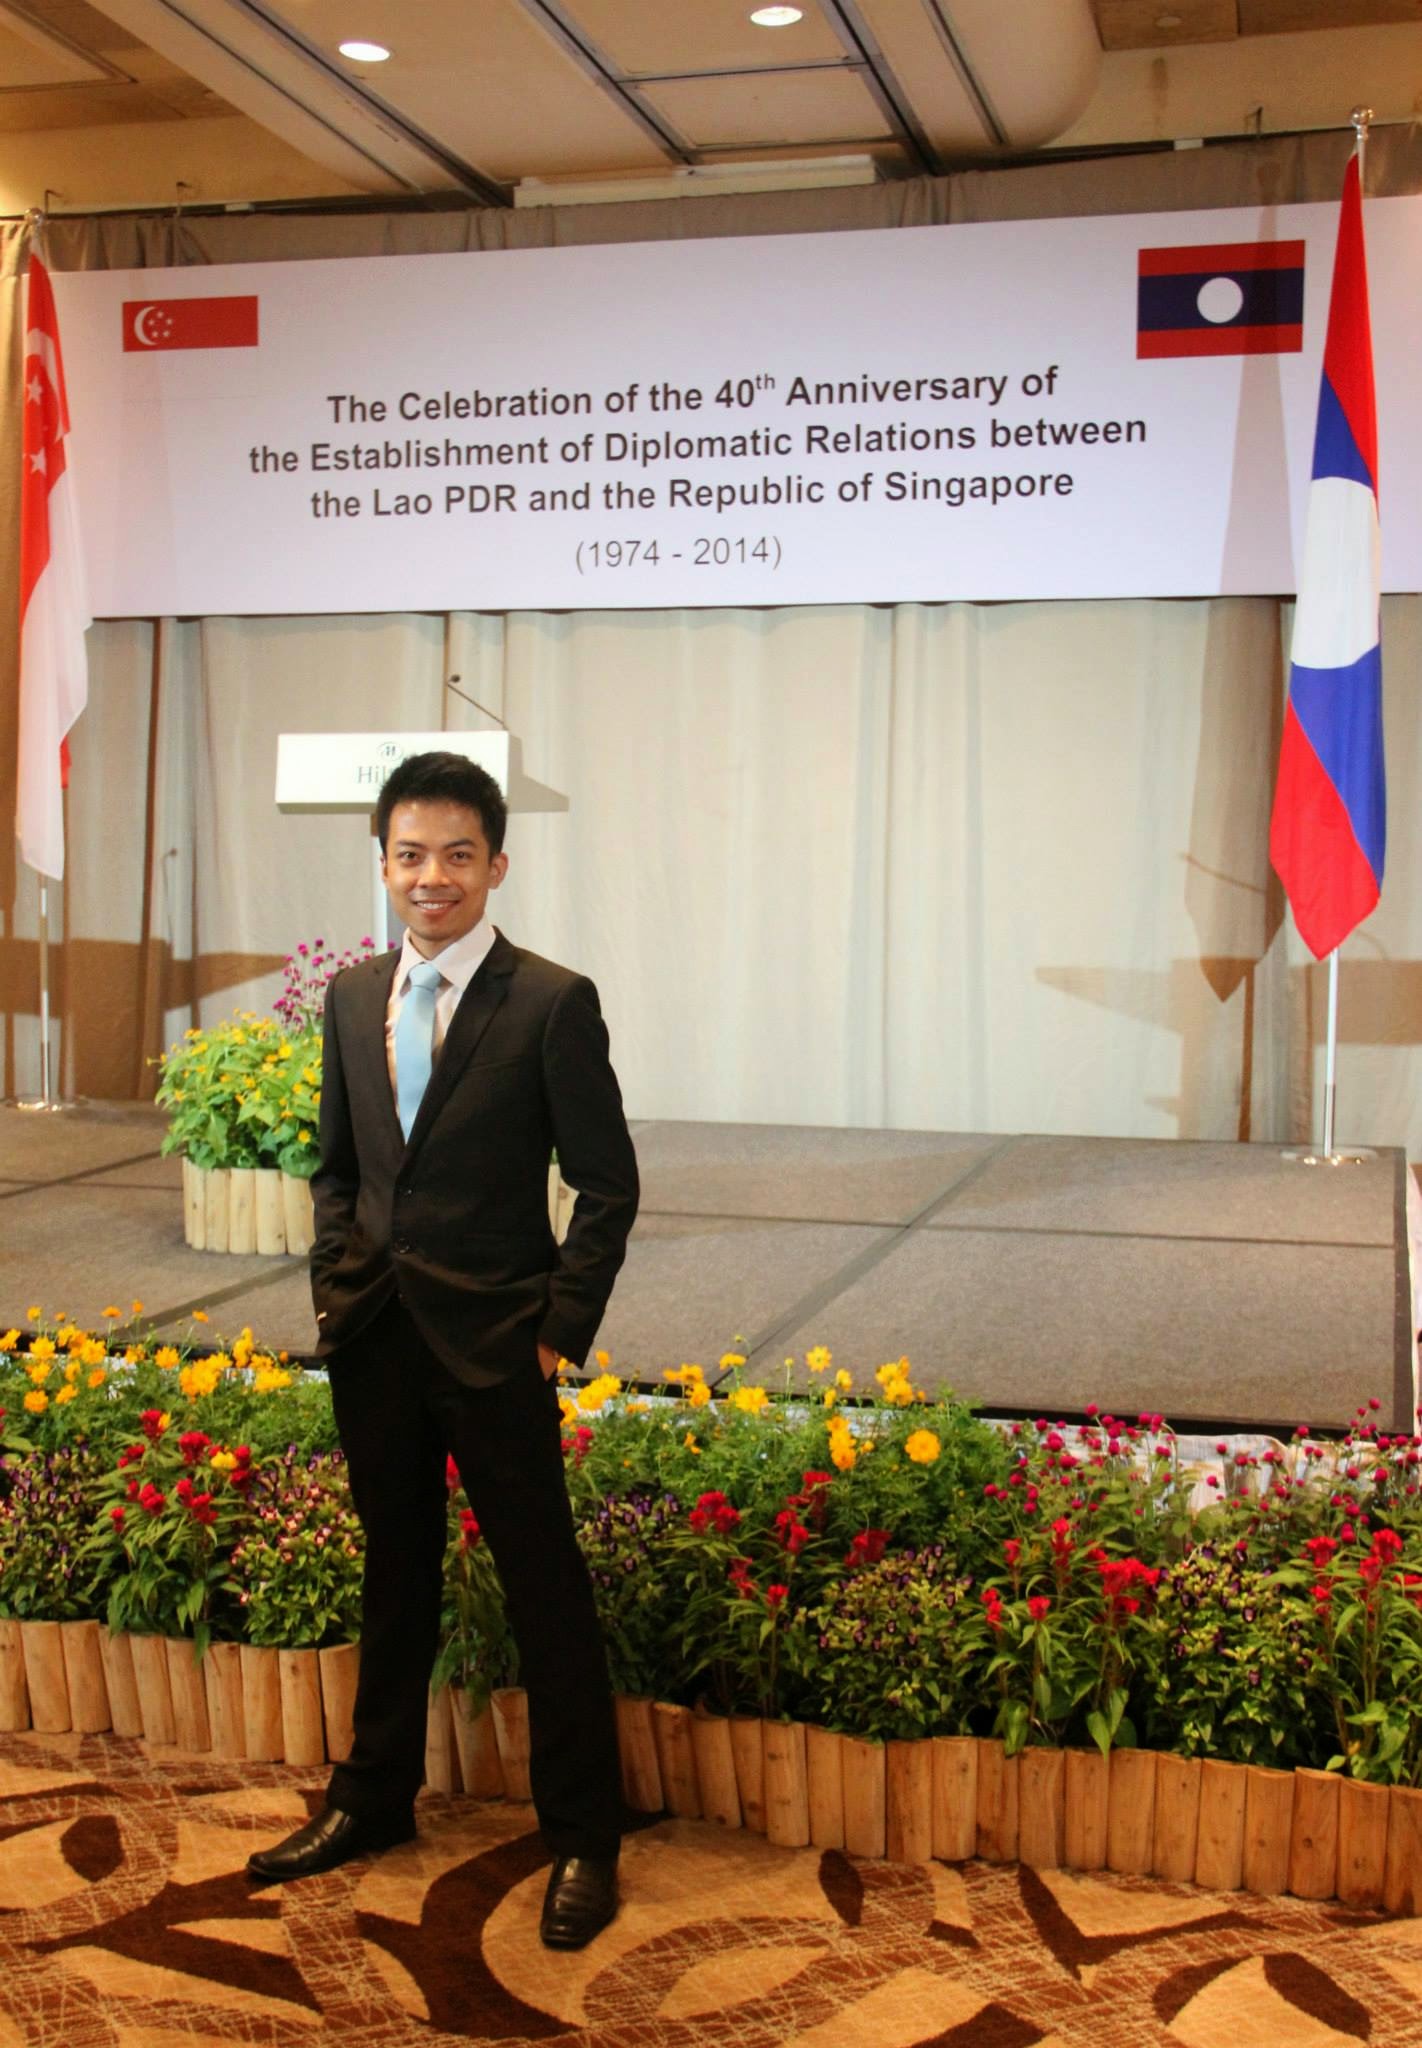 The Celebration of the 40th Anniversary of
the Establishment of Diplomatic Relations between
the Lao PDR and the Republic of Singapore
(1974 - 2014)